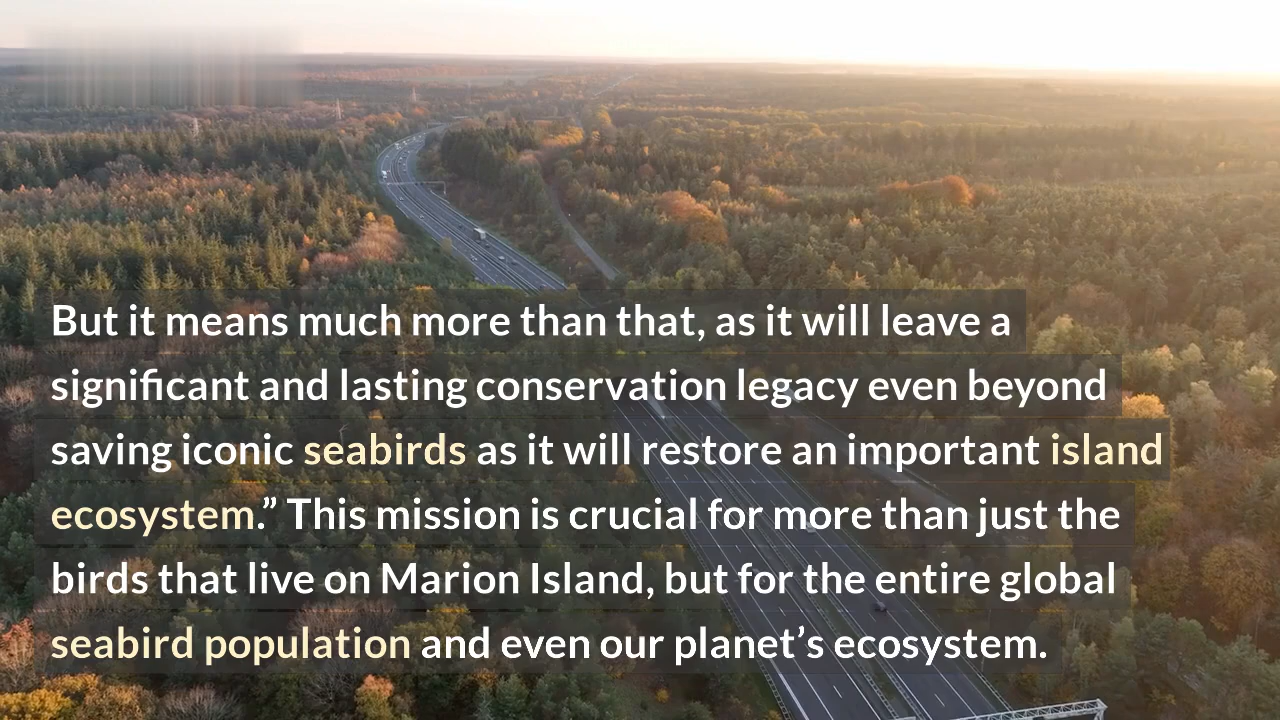 But it means much more than that, as it will leave a
significant and lasting conservation legacy even beyond
saving iconic seabirds as it will restore an important island
ecosystem.” This mission is crucial for more than just the
birds that live on Marion Island, but for the entire global
seabird population and even our planet’s ecosystem.